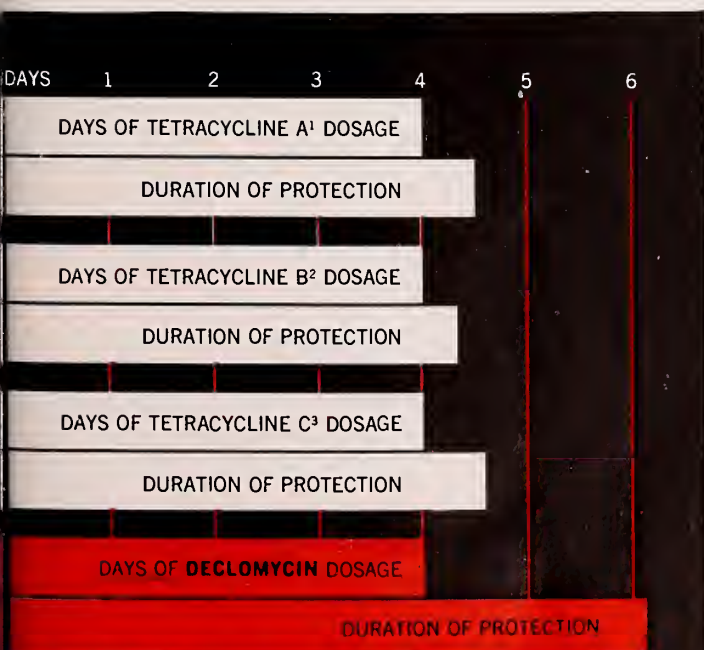 DAYS 1 2 3 4 5 6
DAYS OF TETRACYCLINE A¹ DOSAGE
DURATION OF PROTECTION
DAYS OF TETRACYCLINE B² DOSAGE
DURATION OF PROTECTION
DAYS OF TETRACYCLINE C³ DOSAGE
DURATION OF PROTECTION
DAYS OF DECLOMYCIN DOSAGE
DURATION OF PROTECTION